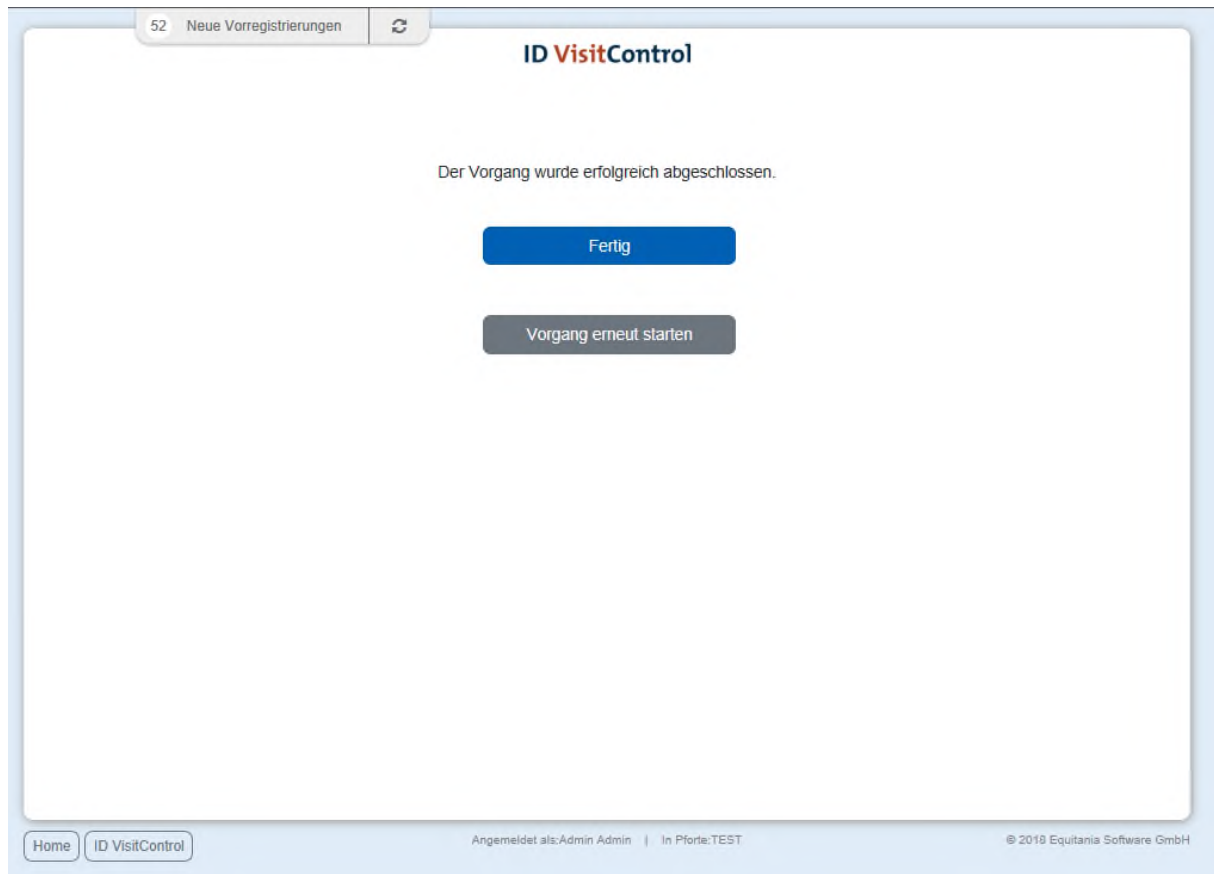 52 Neue Vorregistrierungen
ID VisitControl
Der Vorgang wurde erfolgreich abgeschlossen.
Fertig
Vorgang erneut starten
Home ID VisitControl Angemeldet als:Admin Admin | In Pforte:TEST © 2018 Equitania Software GmbH